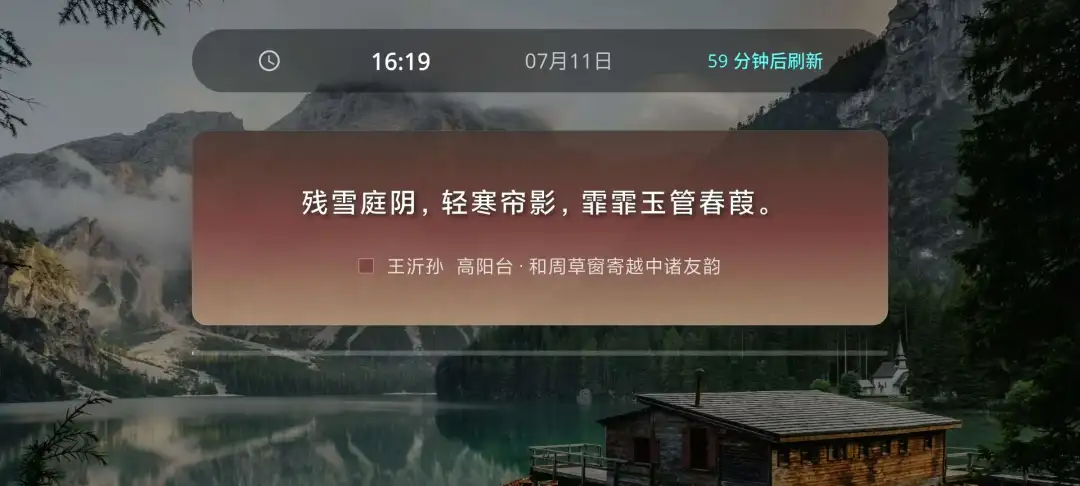 16:19 07月11日 59 分钟后刷新
残雪庭阴，轻寒帘影，霏霏玉管春葭。
王沂孙 高阳台·和周草窗寄越中诸友韵